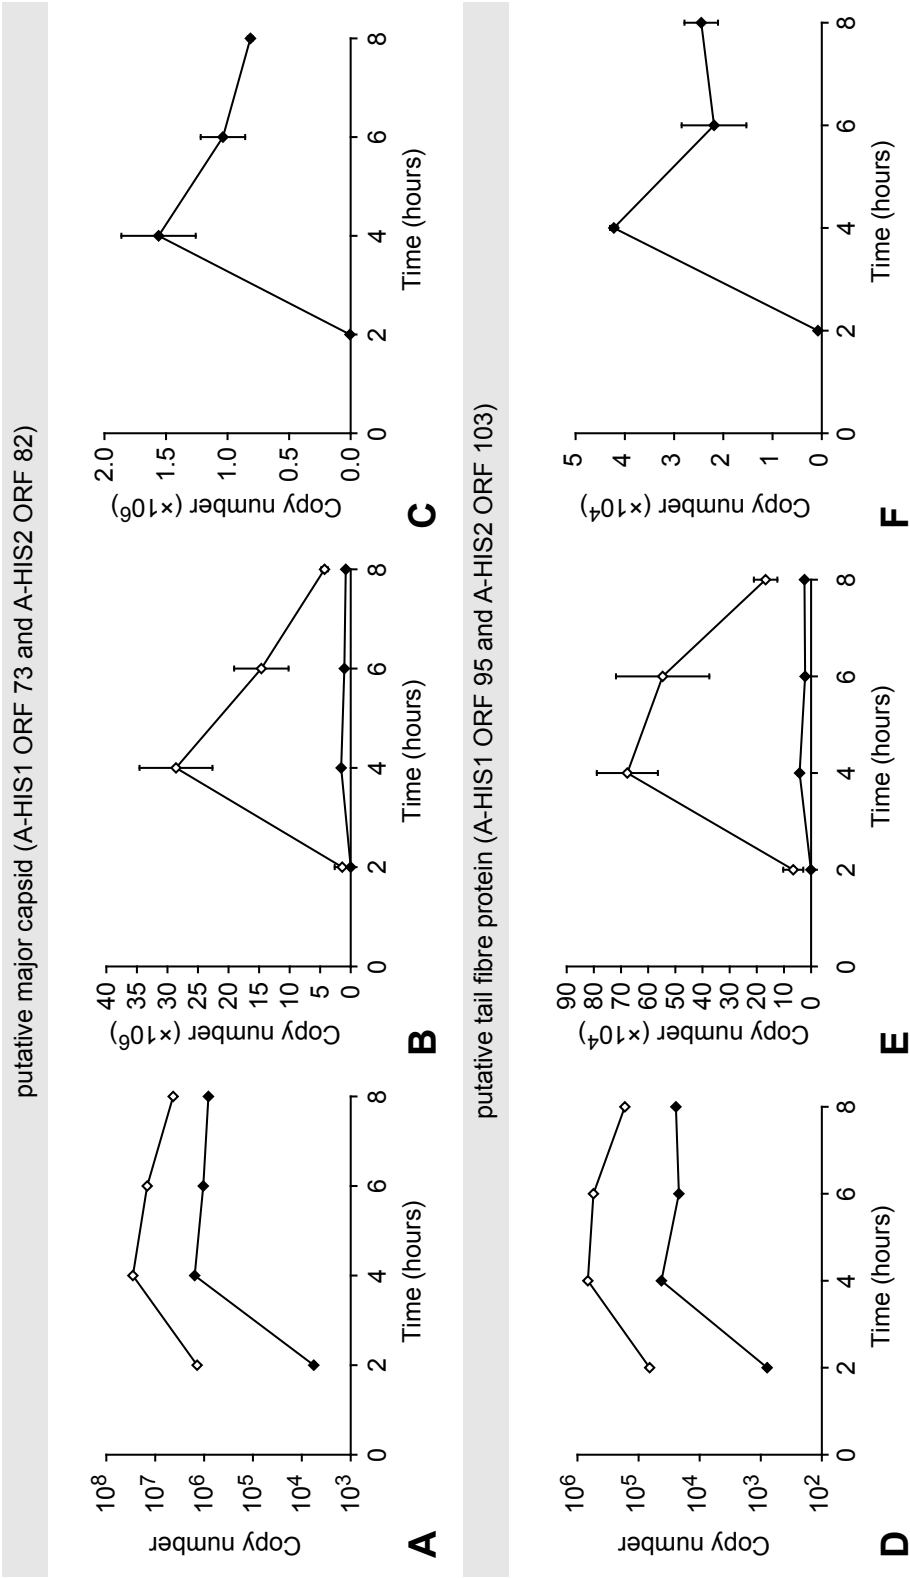 putative major capsid (A-HIS1 ORF 73 and A-HIS2 ORF 82)
A
Copy number
10⁸
10⁷
10⁶
10⁵
10⁴
10³
0 2 4 6 8
Time (hours)
B
Copy number (×10⁶)
40
35
30
25
20
15
10
5
0
0 2 4 6 8
Time (hours)
C
Copy number (×10⁶)
2.0
1.5
1.0
0.5
0.0
0 2 4 6 8
Time (hours)
putative tail fibre protein (A-HIS1 ORF 95 and A-HIS2 ORF 103)
D
Copy number
10⁶
10⁵
10⁴
10³
10²
0 2 4 6 8
Time (hours)
E
Copy number (×10⁴)
90
80
70
60
50
40
30
20
10
0
0 2 4 6 8
Time (hours)
F
Copy number (×10⁴)
5
4
3
2
1
0
0 2 4 6 8
Time (hours)